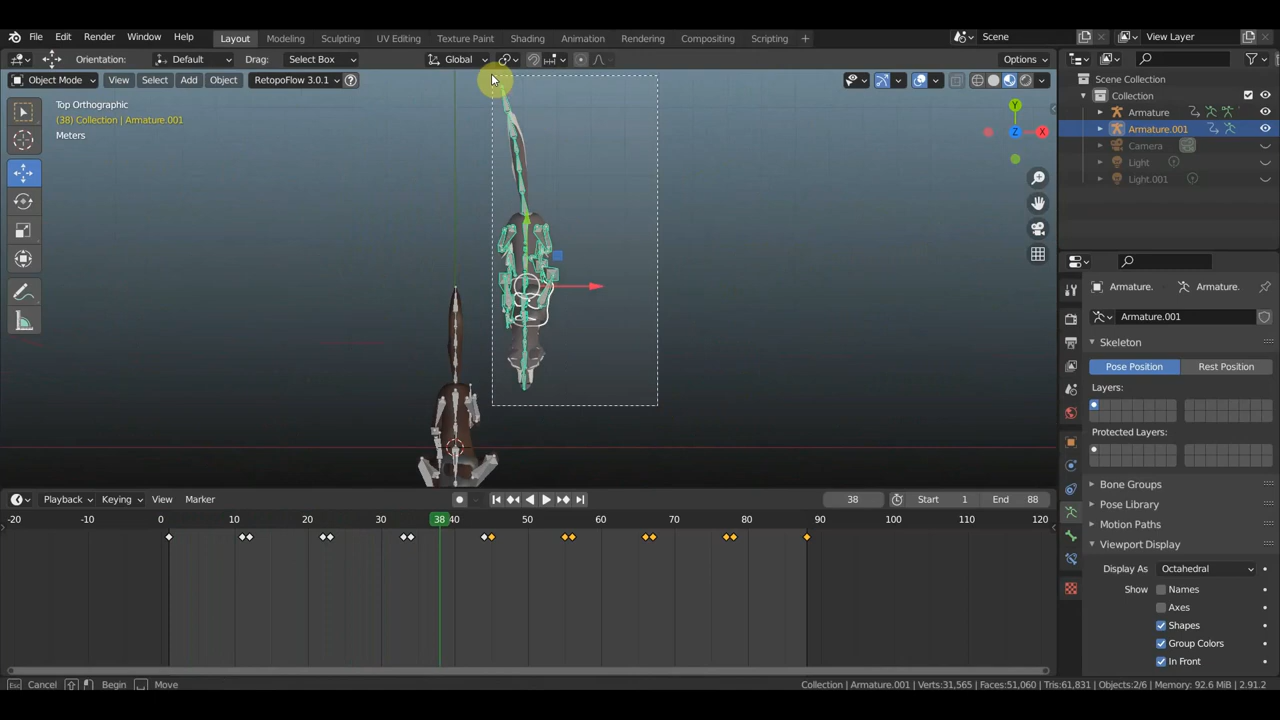 File Edit Render Window Help Layout Modeling Sculpting UV Editing Texture Paint Shading Animation Rendering Compositing Scripting + Scene View Layer
Orientation: Default Drag: Select Box Global Options
Object Mode View Select Add Object RetopoFlow 3.0.1 ?
Top Orthographic
(38) Collection | Armature.001
Meters
Y
Z
X
Scene Collection
Collection
Armature
Armature.001
Camera
Light
Light.001
Armature. Armature.
Armature.001
Skeleton
Pose Position Rest Position
Layers:
Protected Layers:
Bone Groups
Pose Library
Motion Paths
Viewport Display
Display As Octahedral
Show Names
Axes
Shapes
Group Colors
In Front
Playback Keying View Marker 38 Start 1 End 88
-20 -10 0 10 20 30 38 40 50 60 70 80 90 100 110 120
Esc Cancel Begin Move Collection | Armature.001 | Verts:31,565 | Faces:51,060 | Tris:61,831 | Objects:2/6 | Memory: 92.6 MiB | 2.91.2